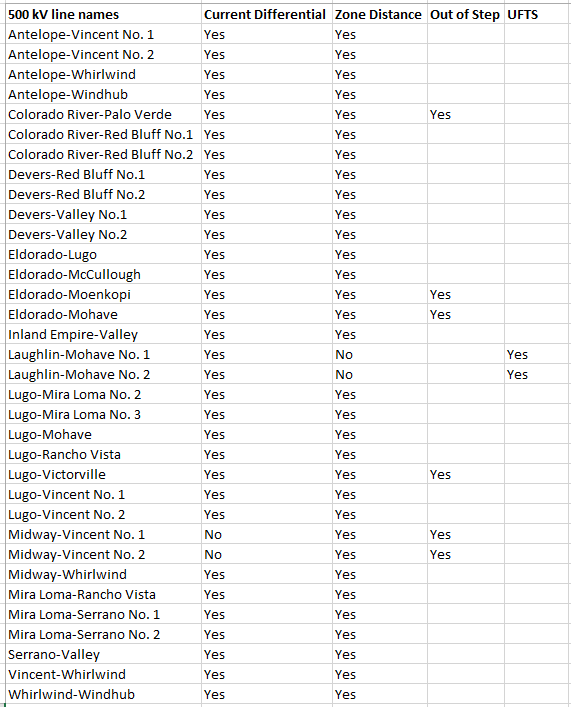 500 kV line names Current Differential Zone Distance Out of Step UFTS
Antelope-Vincent No. 1 Yes Yes
Antelope-Vincent No. 2 Yes Yes
Antelope-Whirlwind Yes Yes
Antelope-Windhub Yes Yes
Colorado River-Palo Verde Yes Yes Yes
Colorado River-Red Bluff No.1 Yes Yes
Colorado River-Red Bluff No.2 Yes Yes
Devers-Red Bluff No.1 Yes Yes
Devers-Red Bluff No.2 Yes Yes
Devers-Valley No.1 Yes Yes
Devers-Valley No.2 Yes Yes
Eldorado-Lugo Yes Yes
Eldorado-McCullough Yes Yes
Eldorado-Moenkopi Yes Yes Yes
Eldorado-Mohave Yes Yes Yes
Inland Empire-Valley Yes Yes
Laughlin-Mohave No. 1 Yes No Yes
Laughlin-Mohave No. 2 Yes No Yes
Lugo-Mira Loma No. 2 Yes Yes
Lugo-Mira Loma No. 3 Yes Yes
Lugo-Mohave Yes Yes
Lugo-Rancho Vista Yes Yes
Lugo-Victorville Yes Yes Yes
Lugo-Vincent No. 1 Yes Yes
Lugo-Vincent No. 2 Yes Yes
Midway-Vincent No. 1 No Yes Yes
Midway-Vincent No. 2 No Yes Yes
Midway-Whirlwind Yes Yes
Mira Loma-Rancho Vista Yes Yes
Mira Loma-Serrano No. 1 Yes Yes
Mira Loma-Serrano No. 2 Yes Yes
Serrano-Valley Yes Yes
Vincent-Whirlwind Yes Yes
Whirlwind-Windhub Yes Yes